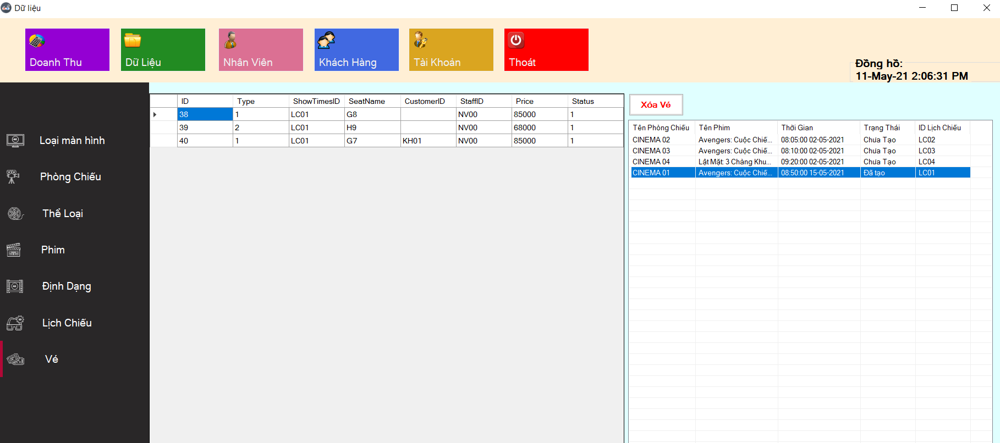 Dữ liệu
Doanh Thu
Dữ Liệu
Nhân Viên
Khách Hàng
Tài Khoản
Thoát
Đồng hồ:
11-May-21 2:06:31 PM
Loại màn hình
Phòng Chiếu
Thể Loại
Phim
Định Dạng
Lịch Chiếu
Vé
ID Type ShowTimesID SeatName CustomerID StaffID Price Status
38 1 LC01 G8 NV00 85000 1
39 2 LC01 H9 NV00 68000 1
40 1 LC01 G7 KH01 NV00 85000 1
Xóa Vé
Tên Phòng Chiếu Tên Phim Thời Gian Trạng Thái ID Lịch Chiếu
CINEMA 02 Avengers: Cuộc Chiế... 08:05:00 02-05-2021 Chưa Tạo LC02
CINEMA 03 Avengers: Cuộc Chiế... 08:10:00 02-05-2021 Chưa Tạo LC03
CINEMA 04 Lật Mặt: 3 Chàng Khu... 09:20:00 02-05-2021 Chưa Tạo LC04
CINEMA 01 Avengers: Cuộc Chiế... 08:50:00 15-05-2021 Đã tạo LC01